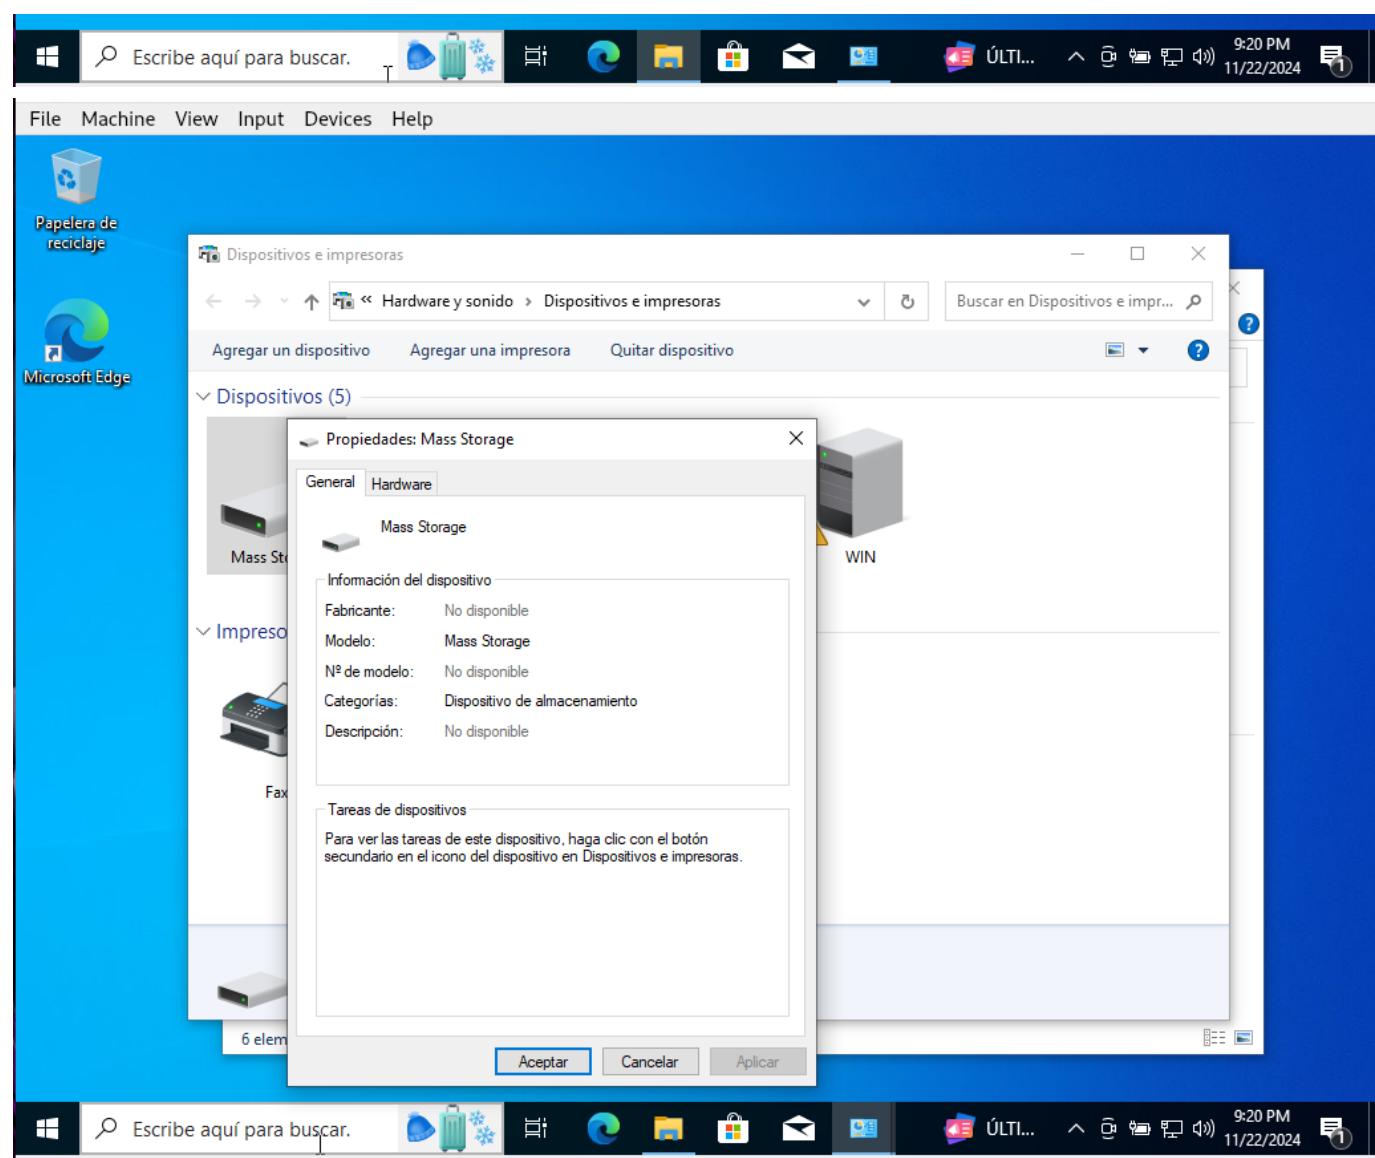 Escribe aquí para buscar.
ÚLTI...
9:20 PM
11/22/2024
1
File Machine View Input Devices Help
Papelera de
reciclaje
Microsoft Edge
Dispositivos e impresoras
« Hardware y sonido > Dispositivos e impresoras
Buscar en Dispositivos e impr...
Agregar un dispositivo Agregar una impresora Quitar dispositivo
?
?
Dispositivos (5)
Propiedades: Mass Storage
General Hardware
Mass Storage
Mass Sto
WIN
Información del dispositivo
Fabricante: No disponible
Modelo: Mass Storage
Nº de modelo: No disponible
Categorías: Dispositivo de almacenamiento
Descripción: No disponible
Impreso
Fax
Tareas de dispositivos
Para ver las tareas de este dispositivo, haga clic con el botón
secundario en el icono del dispositivo en Dispositivos e impresoras.
6 elem
Aceptar Cancelar Aplicar
Escribe aquí para buscar.
ÚLTI...
9:20 PM
11/22/2024
1